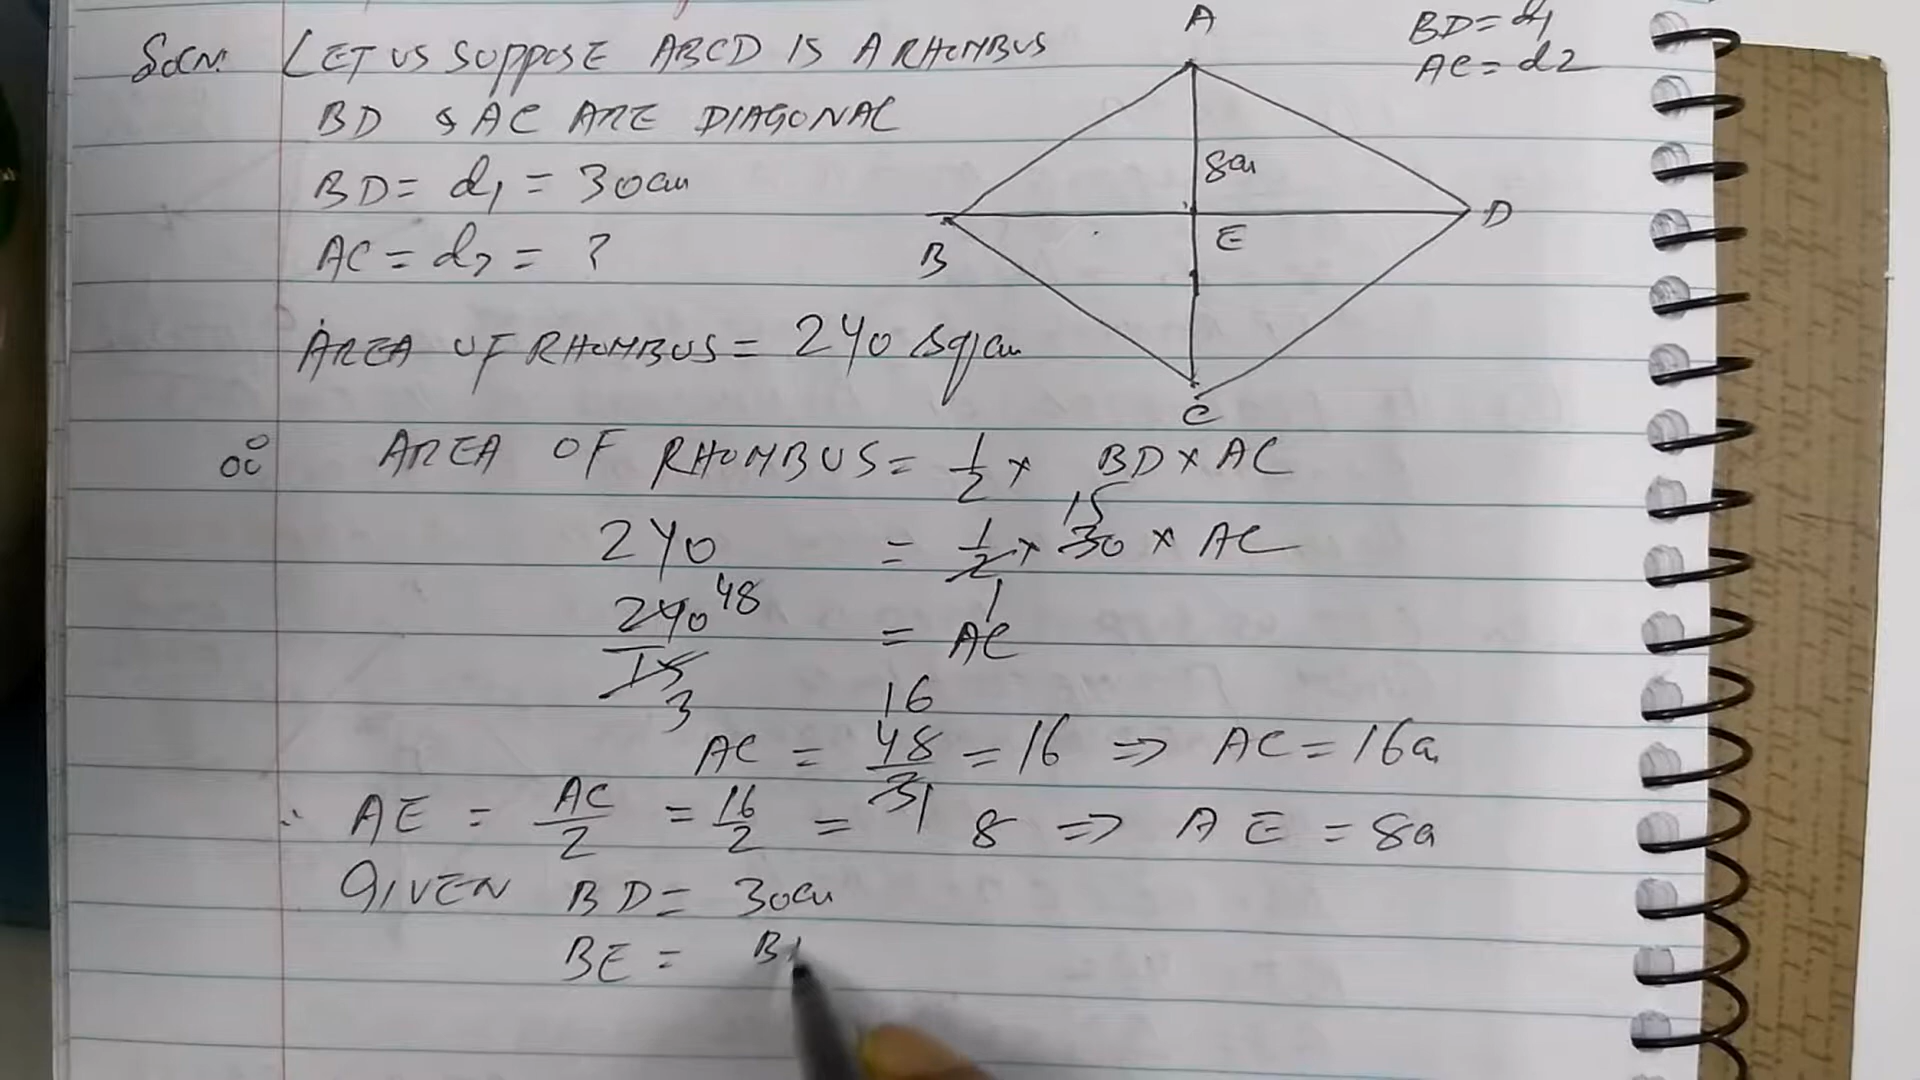 SOLN. LET US SUPPOSE ABCD IS A RHOMBUS
BD & AC ARE DIAGONAL
BD = d1 = 30cm
AC = d2 = ?
AREA OF RHOMBUS = 240 sqcm
BD = d1
AC = d2
A
8cm
B
E
D
C
AREA OF RHOMBUS = 1/2 × BD × AC
15
240 = 1/2 × 30 × AC
1
240 48
/15 = AC
3
16
AC = 48/3 = 16 ⇒ AC = 16cm
1
∴ AE = AC/2 = 16/2 = 8 ⇒ AE = 8cm
GIVEN BD = 30cm
BE = B